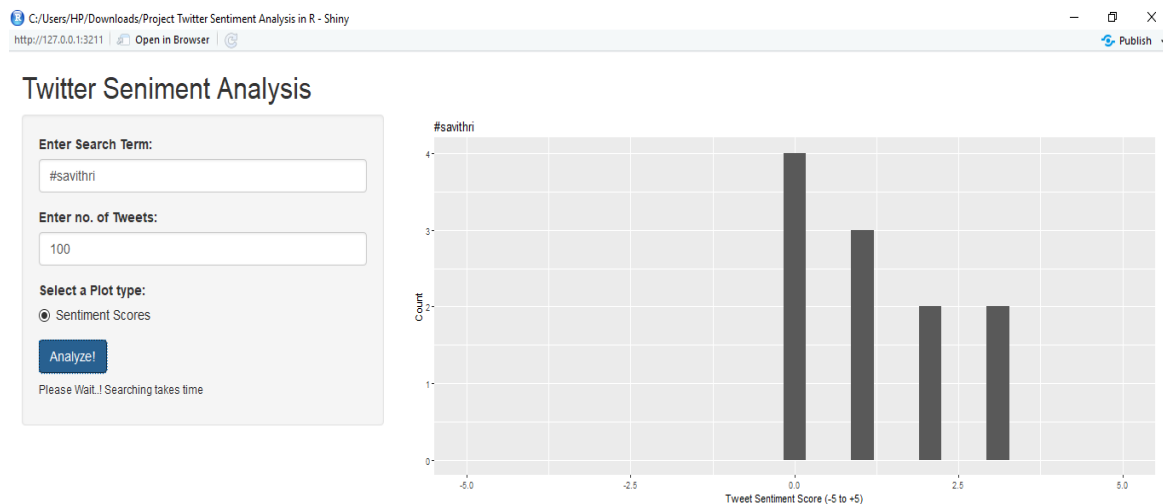 C:/Users/HP/Downloads/Project Twitter Sentiment Analysis in R - Shiny
http://127.0.0.1:3211 Open in Browser Publish
Twitter Seniment Analysis
Enter Search Term:
#savithri
Enter no. of Tweets:
100
Select a Plot type:
Sentiment Scores
Analyze!
Please Wait..! Searching takes time
#savithri
4
3
2
1
0
Count
-5.0 -2.5 0.0 2.5 5.0
Tweet Sentiment Score (-5 to +5)